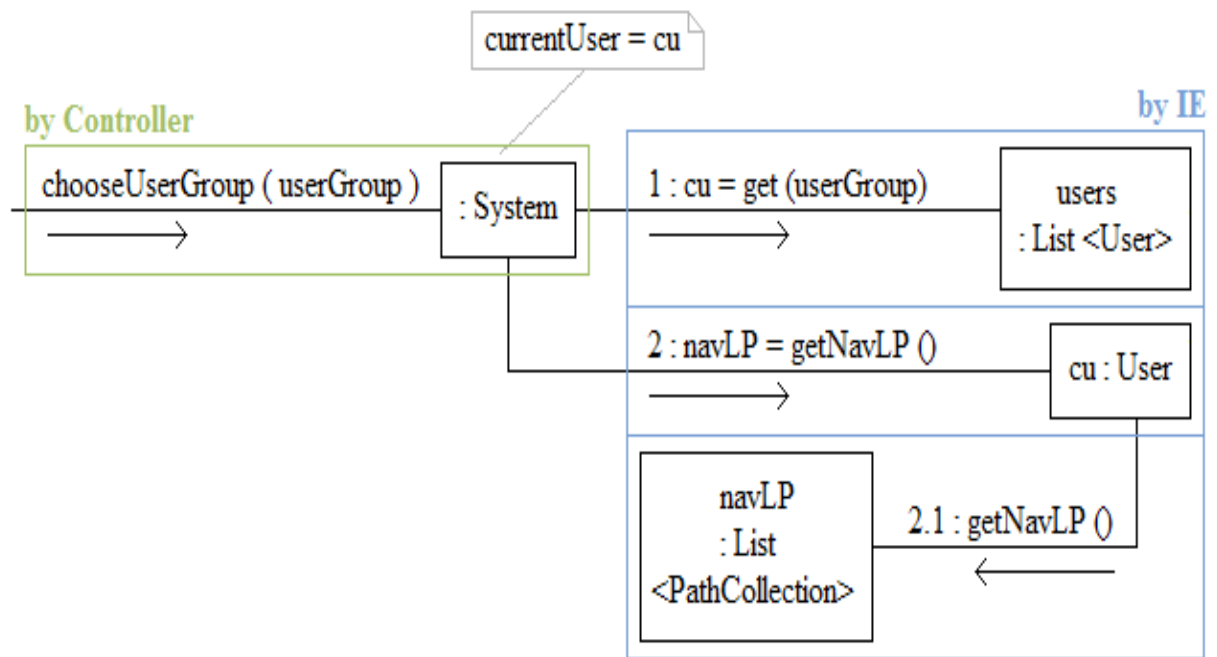 currentUser = cu
by Controller
by IE
chooseUserGroup ( userGroup )
: System
1 : cu = get (userGroup)
users
: List <User>
2 : navLP = getNavLP ()
cu : User
navLP
: List
<PathCollection>
2.1 : getNavLP ()